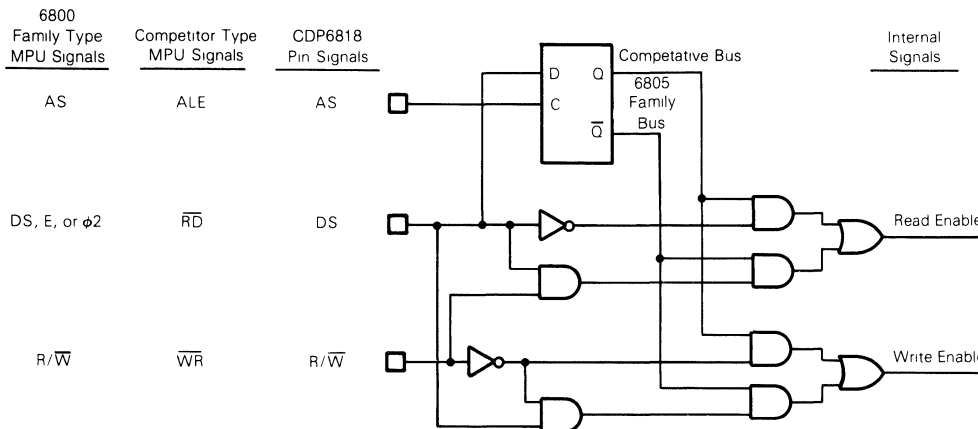 6800
Family Type
MPU Signals
Competitor Type
MPU Signals
CDP6818
Pin Signals
Internal
Signals
AS
ALE
AS
D
Q
C
Q̅
Competative Bus
6805
Family
Bus
DS, E, or ϕ2
R̅D̅
DS
Read Enable
R/W̅
W̅R̅
R/W̅
Write Enable